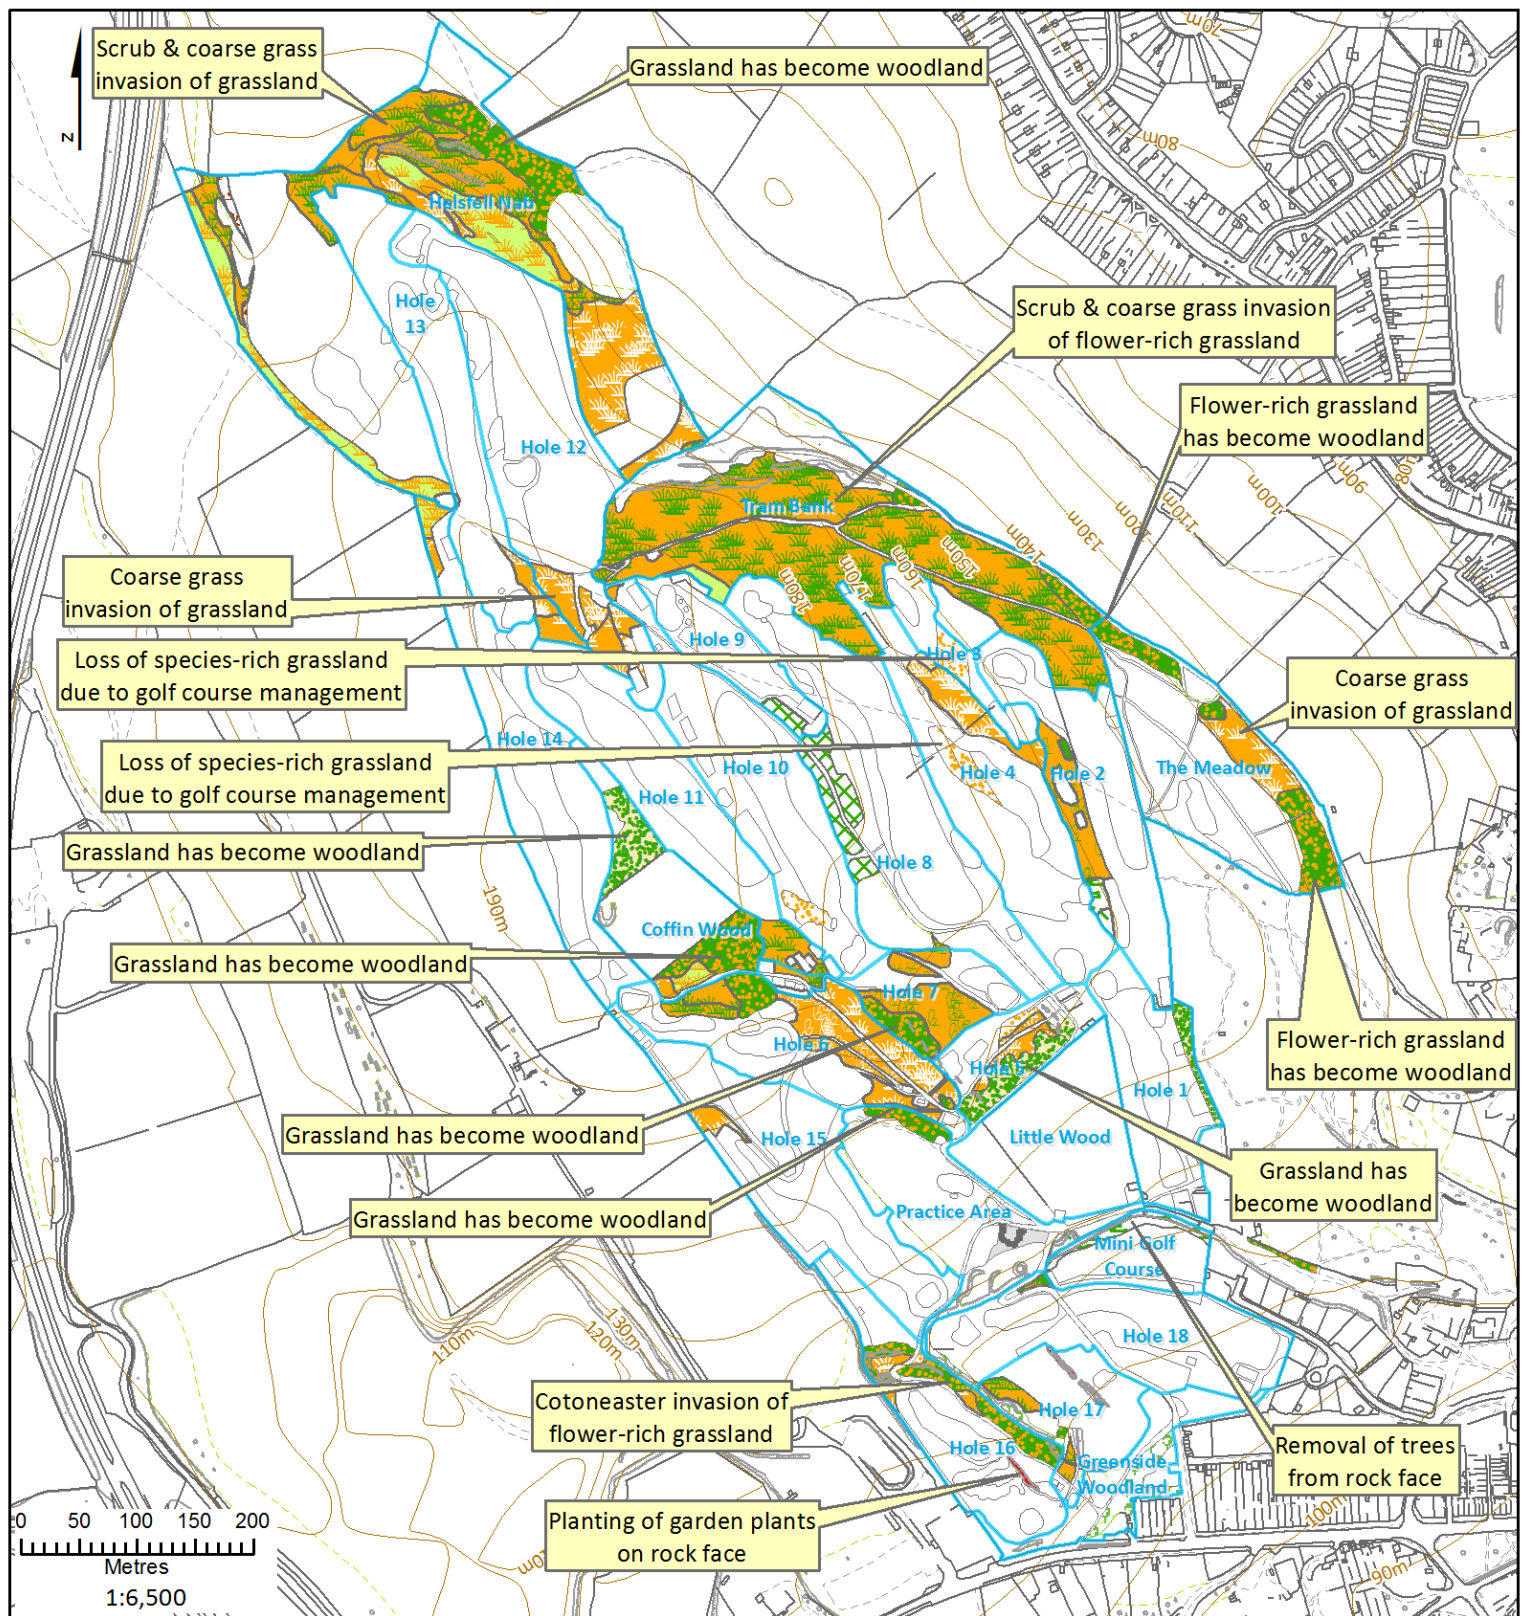 70m
Scrub & coarse grass
invasion of grassland
Grassland has become woodland
z
80m
Helsfell Nab
Hole
13
Scrub & coarse grass invasion
of flower-rich grassland
Flower-rich grassland
has become woodland
Hole 12
90m
80m
100m
110m
120m
130m
140m
150m
160m
170m
180m
Tram Bank
Coarse grass
invasion of grassland
Hole 9
Hole 3
Loss of species-rich grassland
due to golf course management
Coarse grass
invasion of grassland
Hole 14
Hole 10
Hole 4
Hole 2
The Meadow
Loss of species-rich grassland
due to golf course management
Hole 11
Grassland has become woodland
Hole 8
190m
Coffin Wood
Grassland has become woodland
Hole 7
Hole 6
Hole 5
Flower-rich grassland
has become woodland
Hole 1
Grassland has become woodland
Hole 15
Little Wood
Grassland has
become woodland
Grassland has become woodland
Practice Area
Mini Golf
Course
130m
120m
110m
Hole 18
Cotoneaster invasion of
flower-rich grassland
Hole 17
Hole 16
Greenside
Woodland
Removal of trees
from rock face
Planting of garden plants
on rock face
100m
90m
0 50 100 150 200
Metres
1:6,500